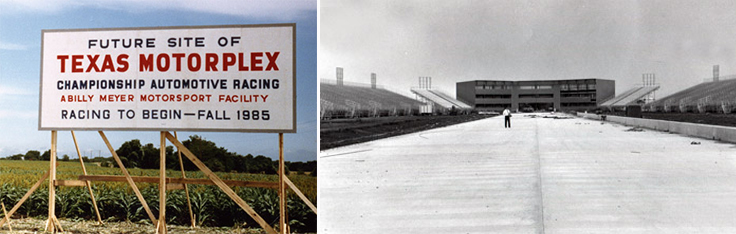 FUTURE SITE OF
TEXAS MOTORPLEX
CHAMPIONSHIP AUTOMOTIVE RACING
A BILLY MEYER MOTORSPORT FACILITY
RACING TO BEGIN—FALL 1985